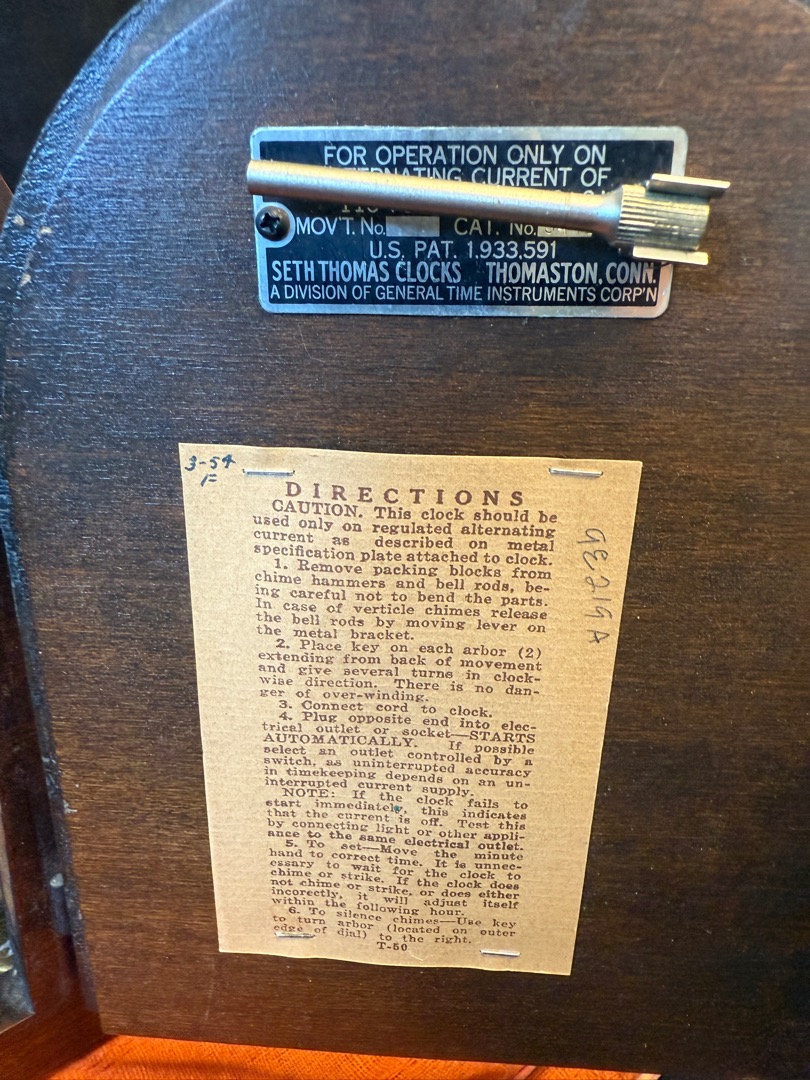 FOR OPERATION ONLY ON
ALTERNATING CURRENT OF
MOV'T. No. CAT. No.
U.S. PAT. 1.933.591
SETH THOMAS CLOCKS THOMASTON, CONN.
A DIVISION OF GENERAL TIME INSTRUMENTS CORP'N
3-54
F
DIRECTIONS
CAUTION. This clock should be
used only on regulated alternating
current as described on metal
specification plate attached to clock.
1. Remove packing blocks from
chime hammers and bell rods, be-
ing careful not to bend the parts.
In case of verticle chimes release
the bell rods by moving lever on
the metal bracket.
2. Place key on each arbor (2)
extending from back of movement
and give several turns in clock-
wise direction. There is no dan-
ger of over-winding.
3. Connect cord to clock.
4. Plug opposite end into elec-
trical outlet or socket—STARTS
AUTOMATICALLY. If possible
select an outlet controlled by a
switch, as uninterrupted accuracy
in timekeeping depends on an un-
interrupted current supply.
NOTE: If the clock fails to
start immediately, this indicates
that the current is off. Test this
by connecting light or other appli-
ance to the same electrical outlet.
5. To set—Move the minute
hand to correct time. It is unnec-
essary to wait for the clock to
chime or strike. If the clock does
not chime or strike, or does either
incorectly, it will adjust itself
within the following hour.
6. To silence chimes—Use key
to turn arbor (located on outer
edge of dial) to the right.
T-50
9E219A